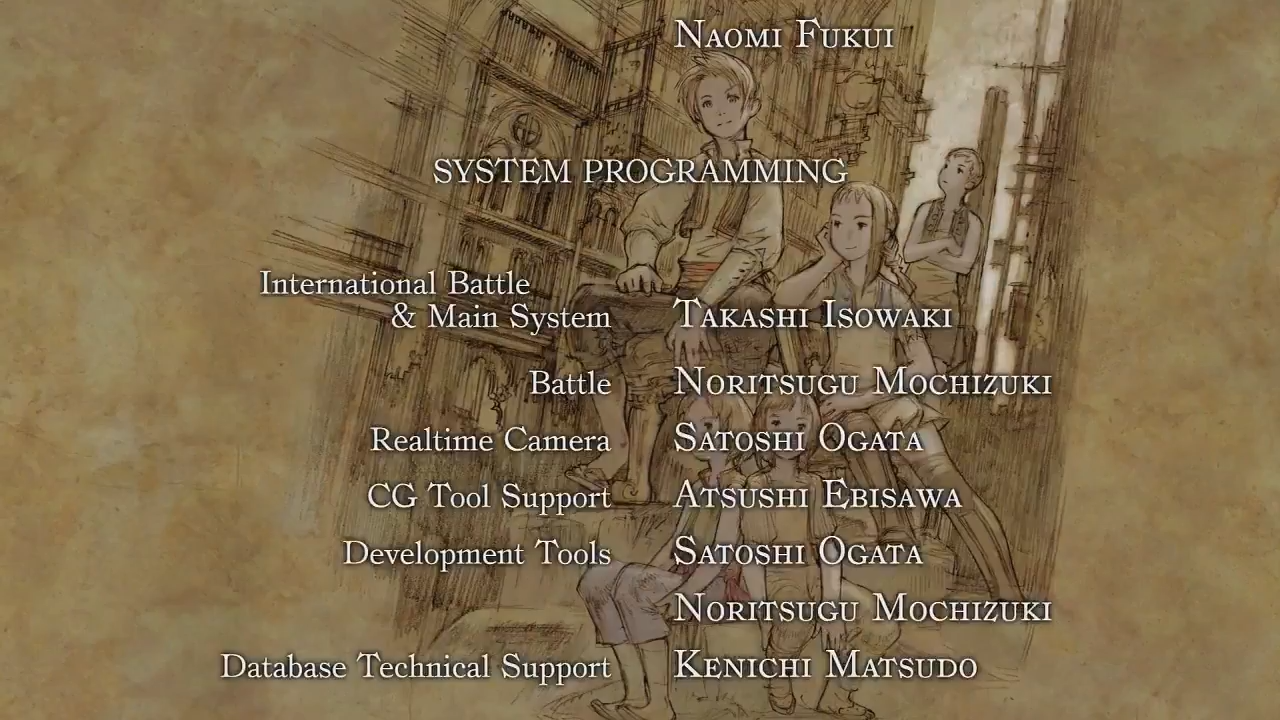 NAOMI FUKUI
SYSTEM PROGRAMMING
International Battle
& Main System TAKASHI ISOWAKI
Battle NORITSUGU MOCHIZUKI
Realtime Camera SATOSHI OGATA
CG Tool Support ATSUSHI EBISAWA
Development Tools SATOSHI OGATA
NORITSUGU MOCHIZUKI
Database Technical Support KENICHI MATSUDO